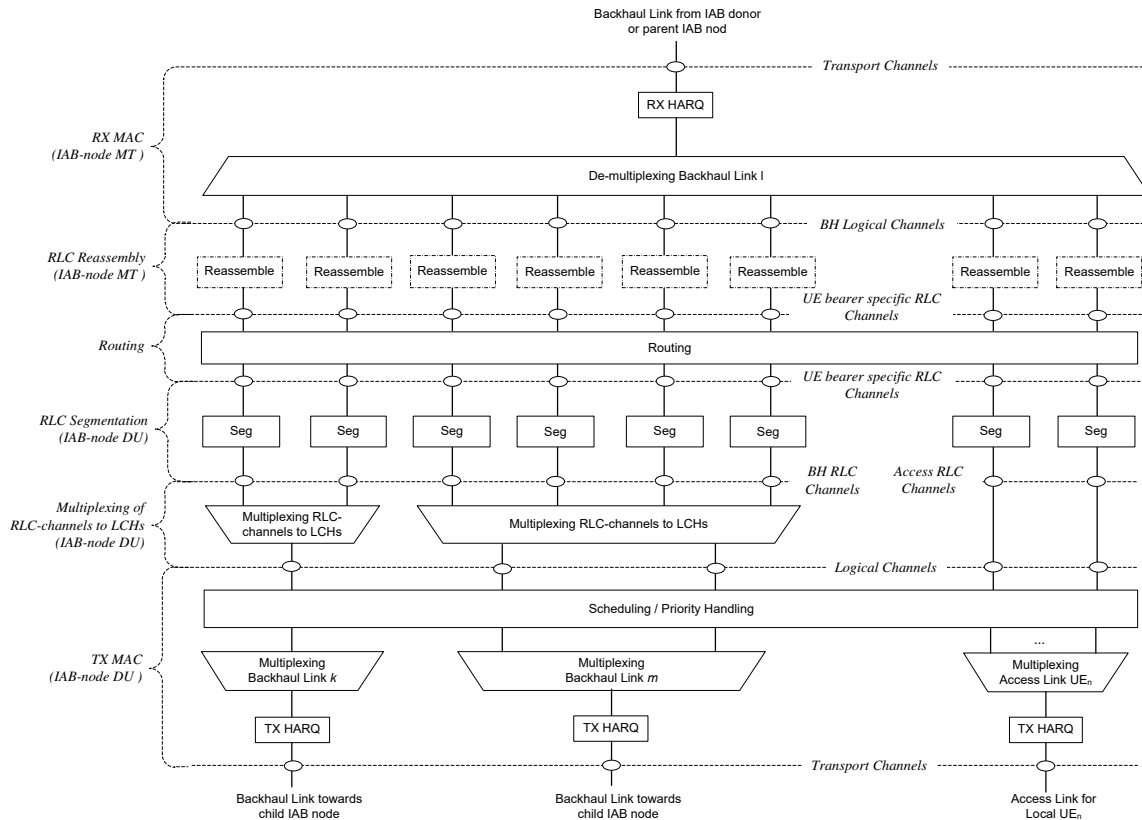 Backhaul Link from IAB donor
or parent IAB nod
Transport Channels
RX HARQ
RX MAC
(IAB-node MT )
De-multiplexing Backhaul Link l
BH Logical Channels
RLC Reassembly
(IAB-node MT )
Reassemble Reassemble Reassemble Reassemble Reassemble Reassemble Reassemble Reassemble
UE bearer specific RLC
Channels
Routing
Routing
UE bearer specific RLC
Channels
RLC Segmentation
(IAB-node DU)
Seg Seg Seg Seg Seg Seg Seg Seg
BH RLC
Channels
Access RLC
Channels
Multiplexing of
RLC-channels to LCHs
(IAB-node DU)
Multiplexing RLC-
channels to LCHs
Multiplexing RLC-channels to LCHs
Logical Channels
Scheduling / Priority Handling
...
TX MAC
(IAB-node DU )
Multiplexing
Backhaul Link k
Multiplexing
Backhaul Link m
Multiplexing
Access Link UEn
TX HARQ TX HARQ TX HARQ
Transport Channels
Backhaul Link towards
child IAB node
Backhaul Link towards
child IAB node
Access Link for
Local UEn